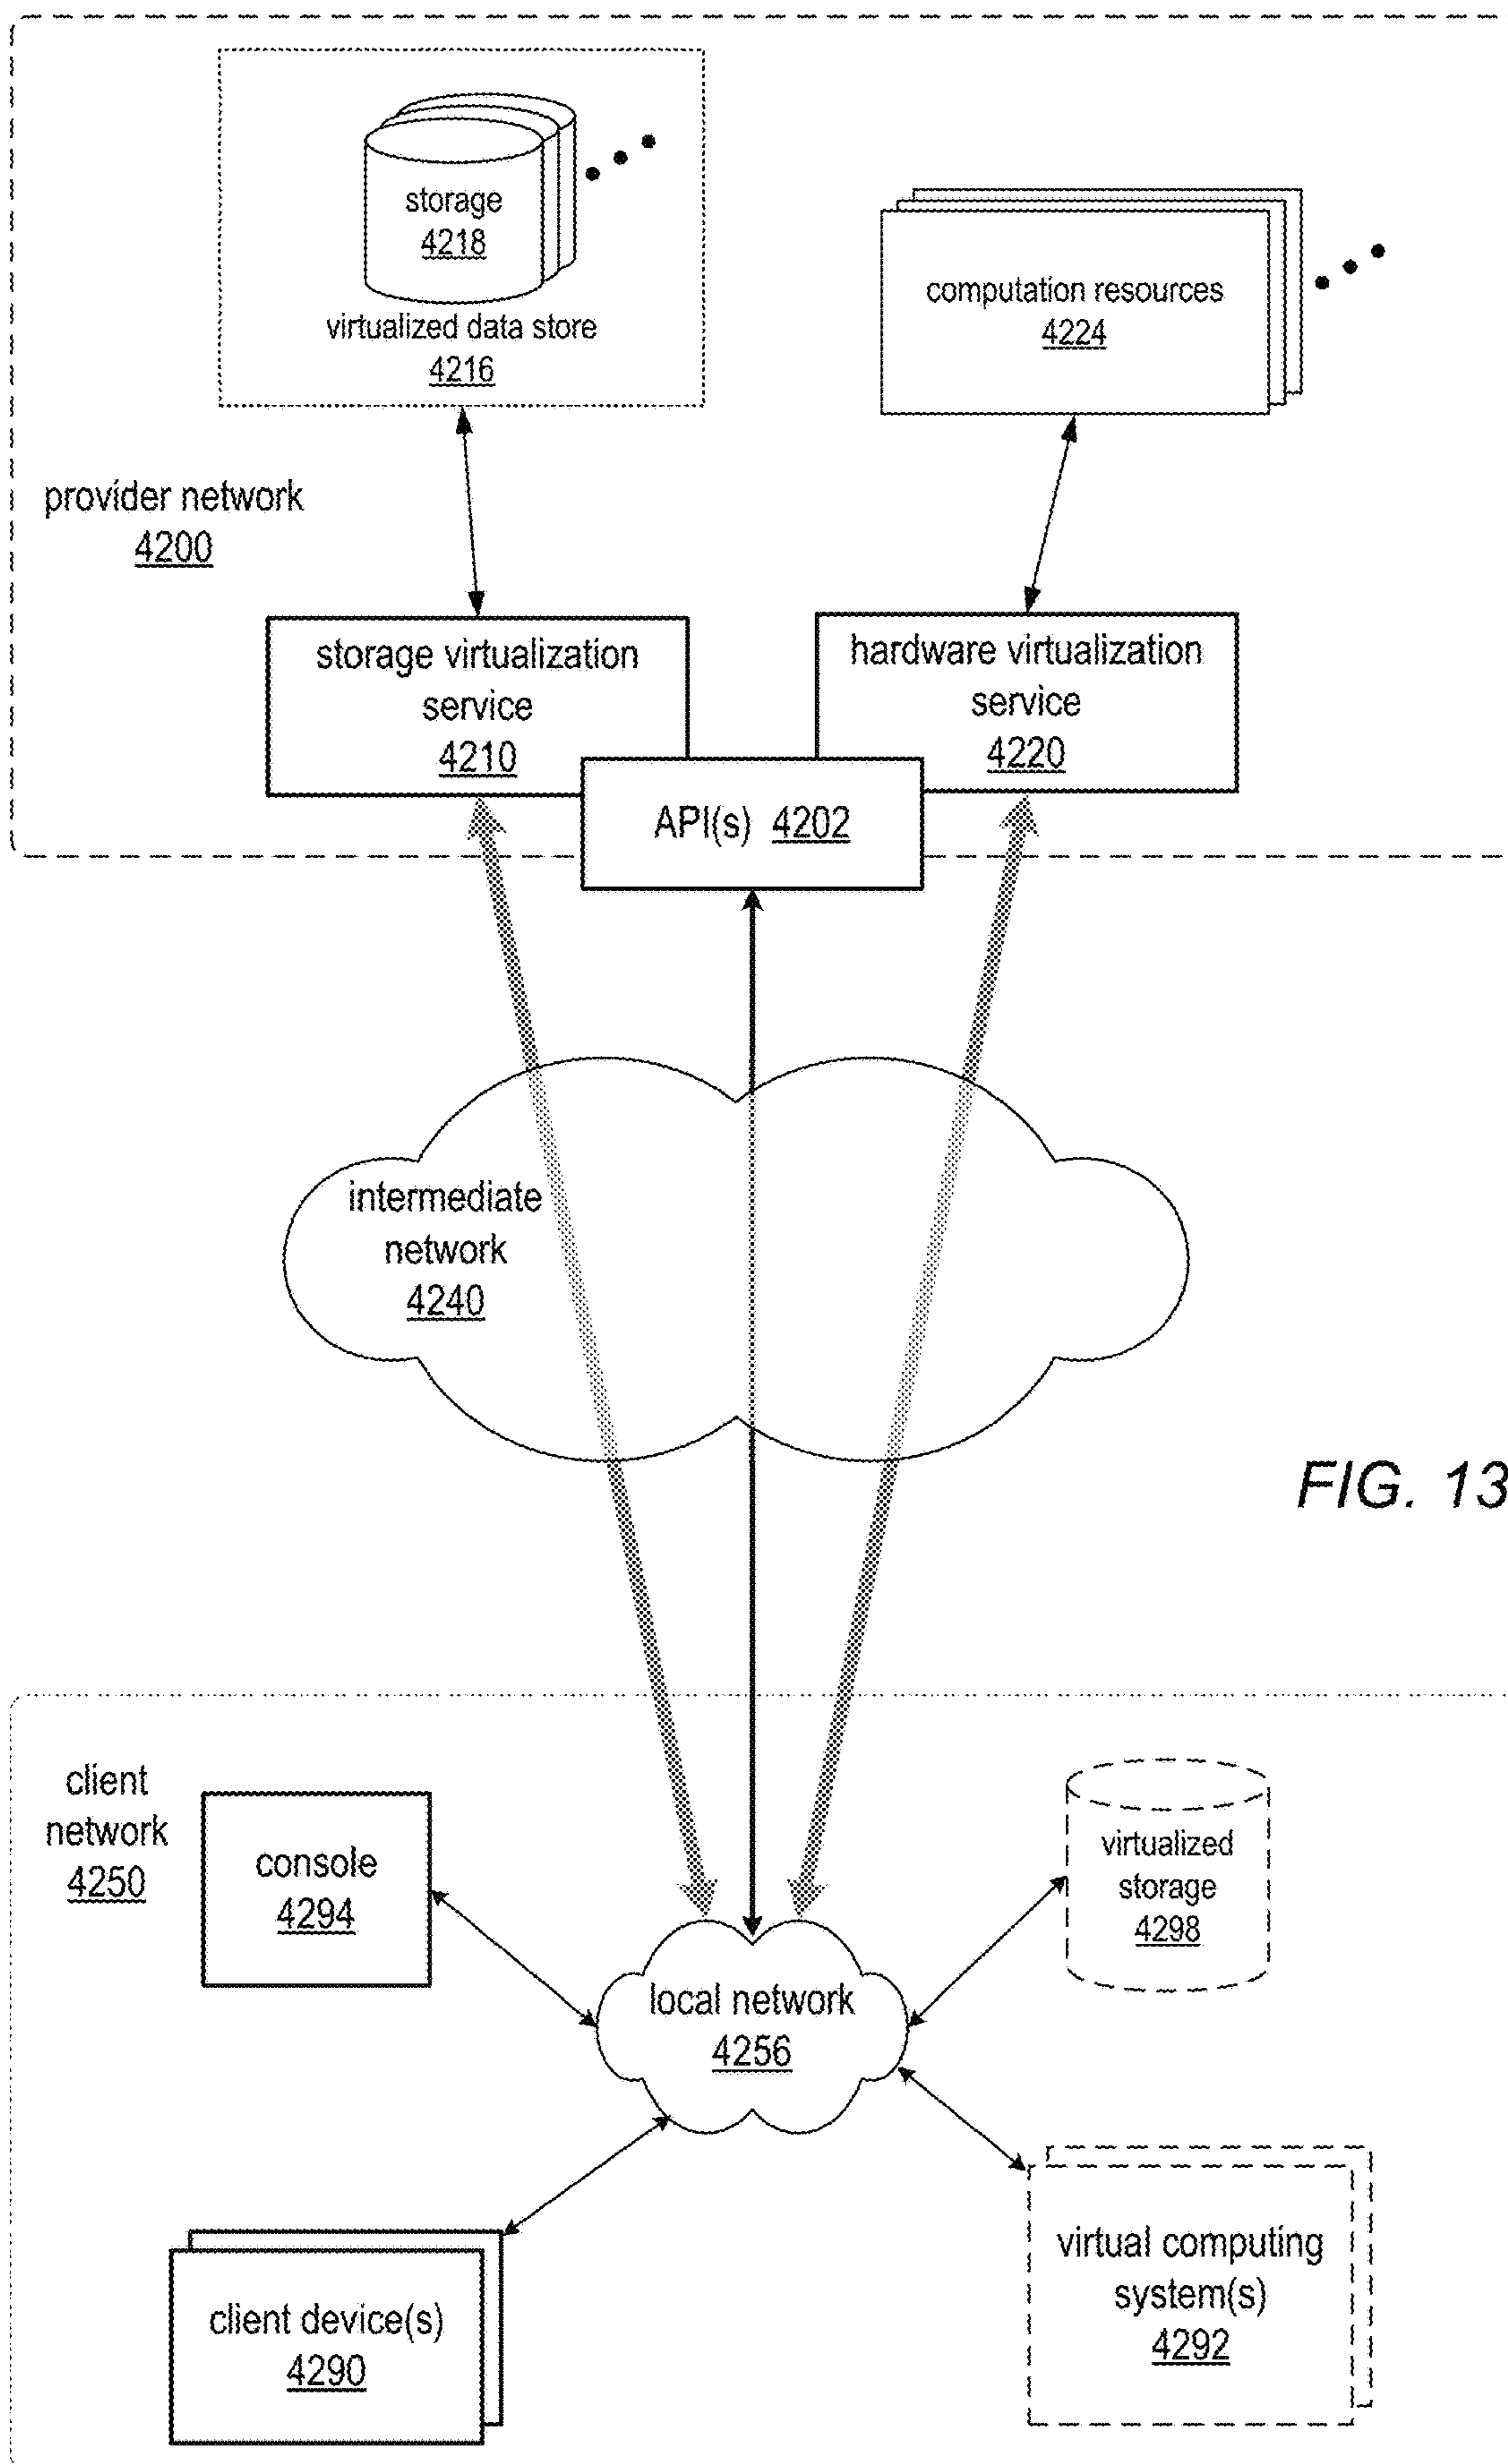 storage
4218
virtualized data store
4216
computation resources
4224
provider network
4200
storage virtualization
service
4210
hardware virtualization
service
4220
API(s) 4202
intermediate
network
4240
FIG. 13
client
network
4250
console
4294
virtualized
storage
4298
local network
4256
client device(s)
4290
virtual computing
system(s)
4292